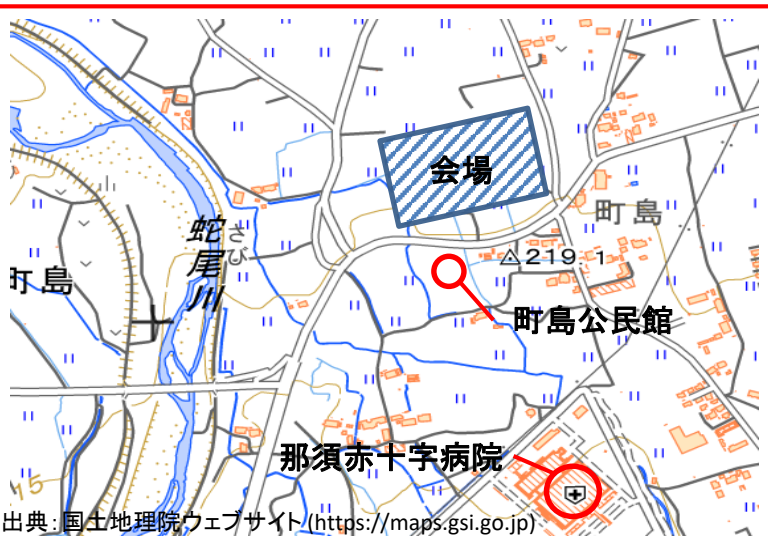 会場
町島
蛇尾川
さび
△219.1
町島
町島公民館
那須赤十字病院
出典：国土地理院ウェブサイト(https://maps.gsi.go.jp)